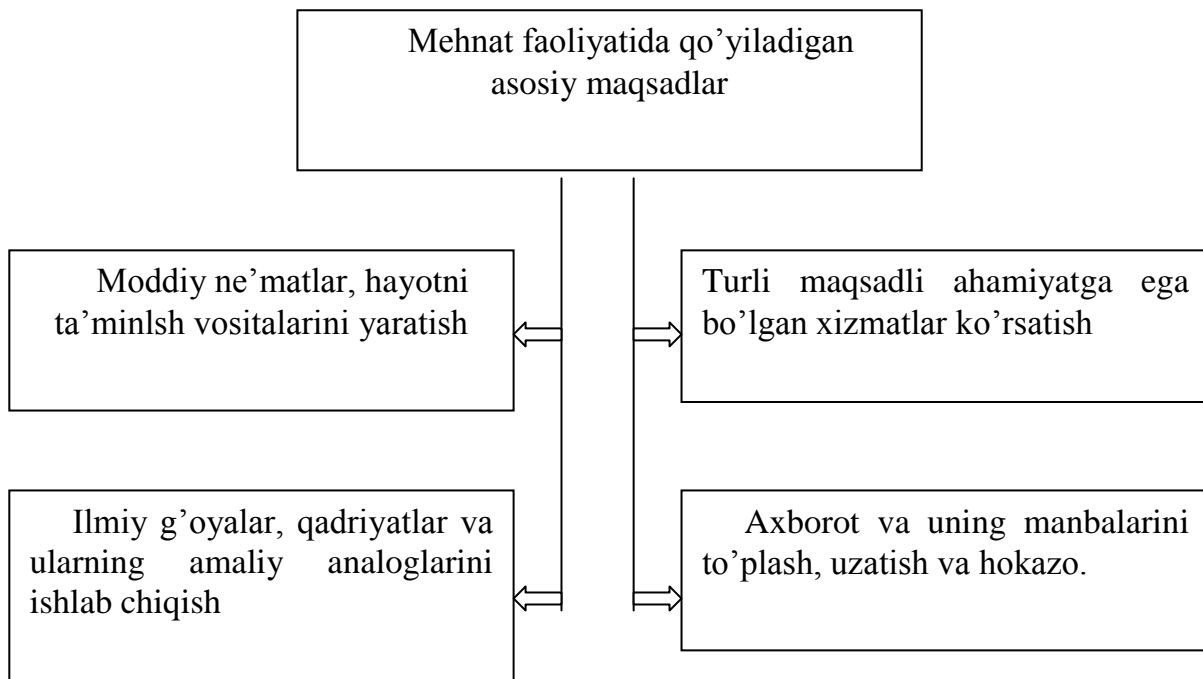 Mehnat faoliyatida qo’yiladigan
asosiy maqsadlar
Moddiy ne’matlar, hayotni
ta’minlsh vositalarini yaratish
Turli maqsadli ahamiyatga ega
bo’lgan xizmatlar ko’rsatish
Ilmiy g’oyalar, qadriyatlar va
ularning amaliy analoglarini
ishlab chiqish
Axborot va uning manbalarini
to’plash, uzatish va hokazo.